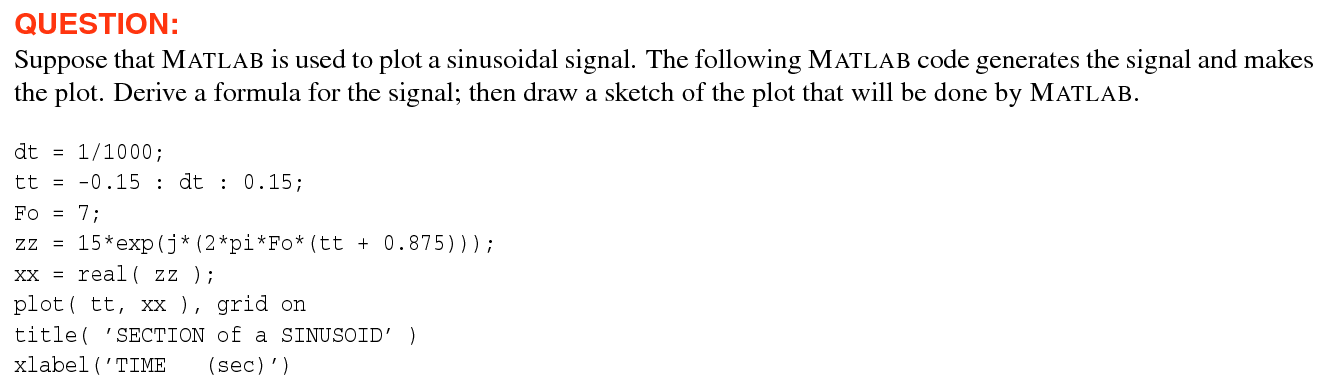 QUESTION:
Suppose that MATLAB is used to plot a sinusoidal signal. The following MATLAB code generates the signal and makes
the plot. Derive a formula for the signal; then draw a sketch of the plot that will be done by MATLAB.
dt = 1/1000;
tt = -0.15 : dt : 0.15;
Fo = 7;
zz = 15*exp(j*(2*pi*Fo*(tt + 0.875)));
xx = real( zz );
plot( tt, xx ), grid on
title( ’SECTION of a SINUSOID’ )
xlabel(’TIME   (sec)’)